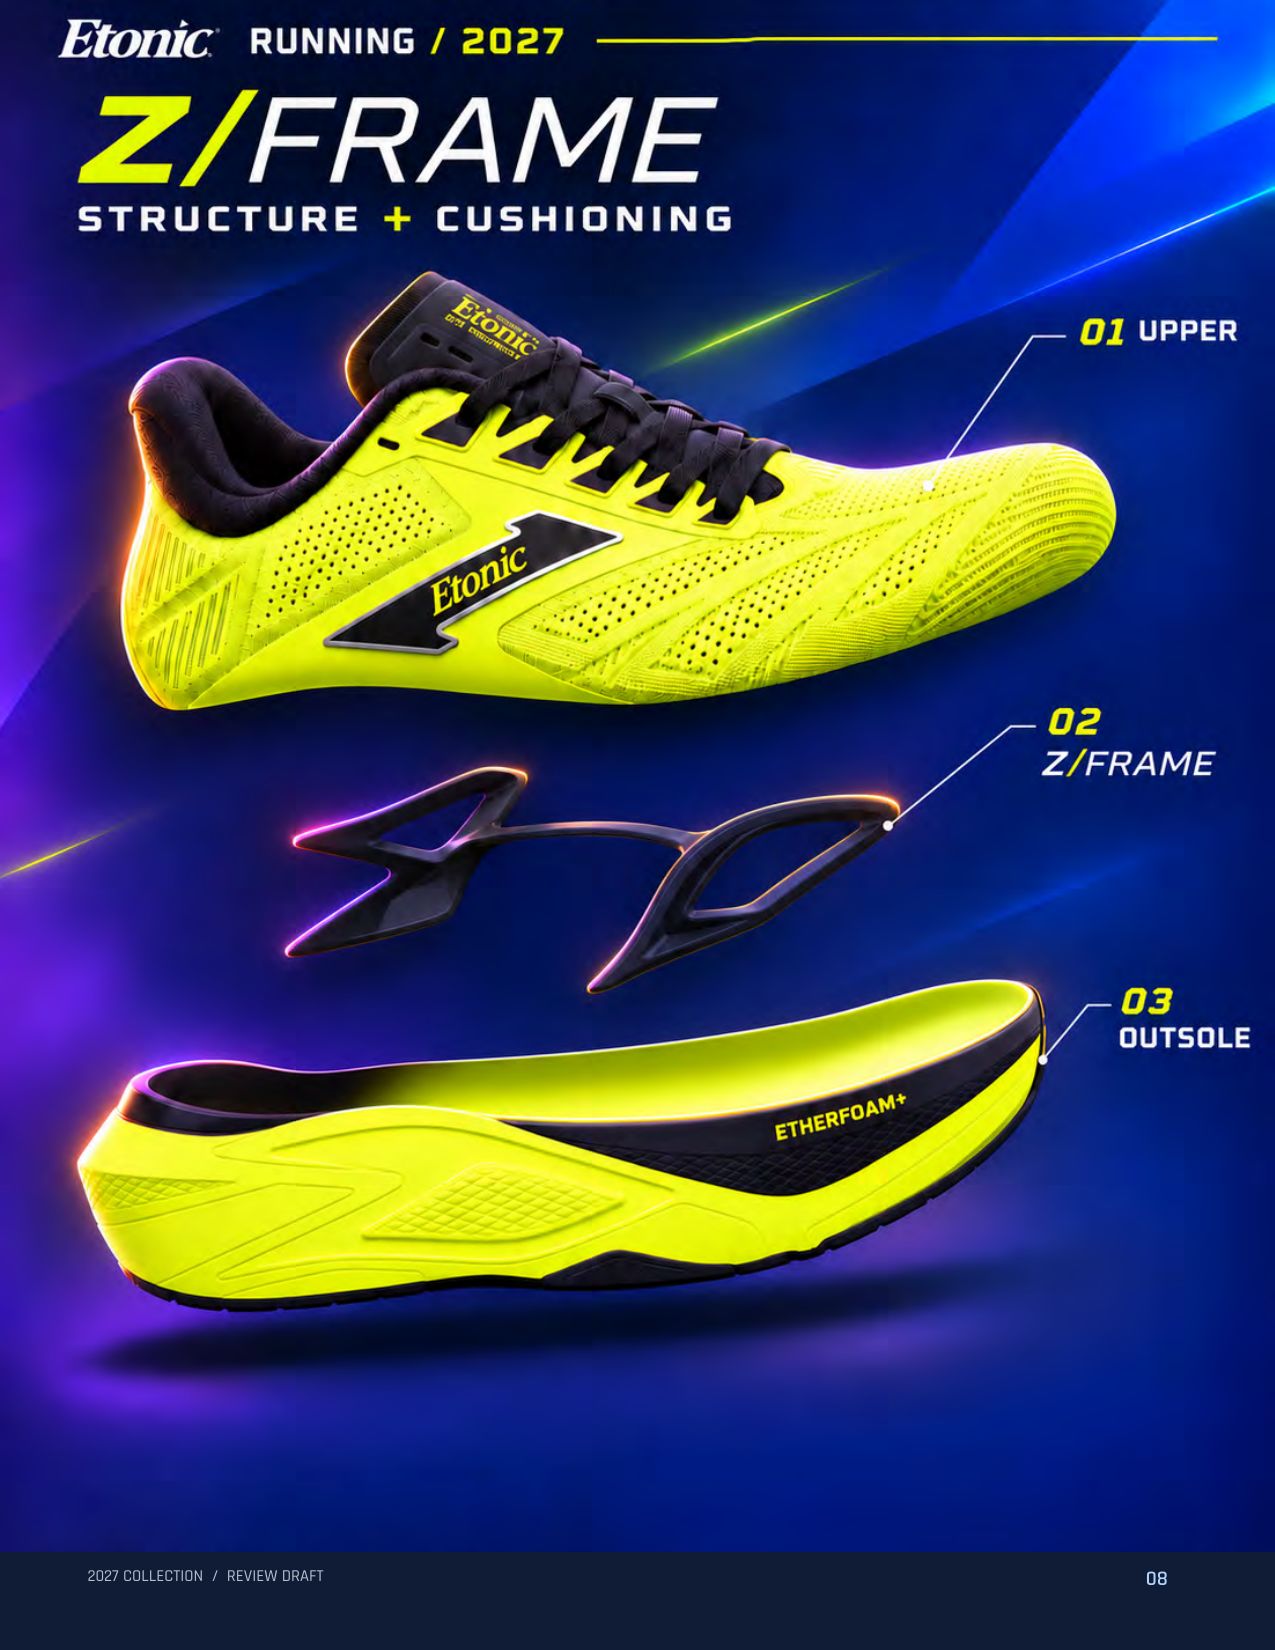 Etonic RUNNING / 2027
Z/FRAME
STRUCTURE + CUSHIONING
Etonic
01 UPPER
Etonic
02
Z/FRAME
03
OUTSOLE
ETHERFOAM+
2027 COLLECTION / REVIEW DRAFT
08